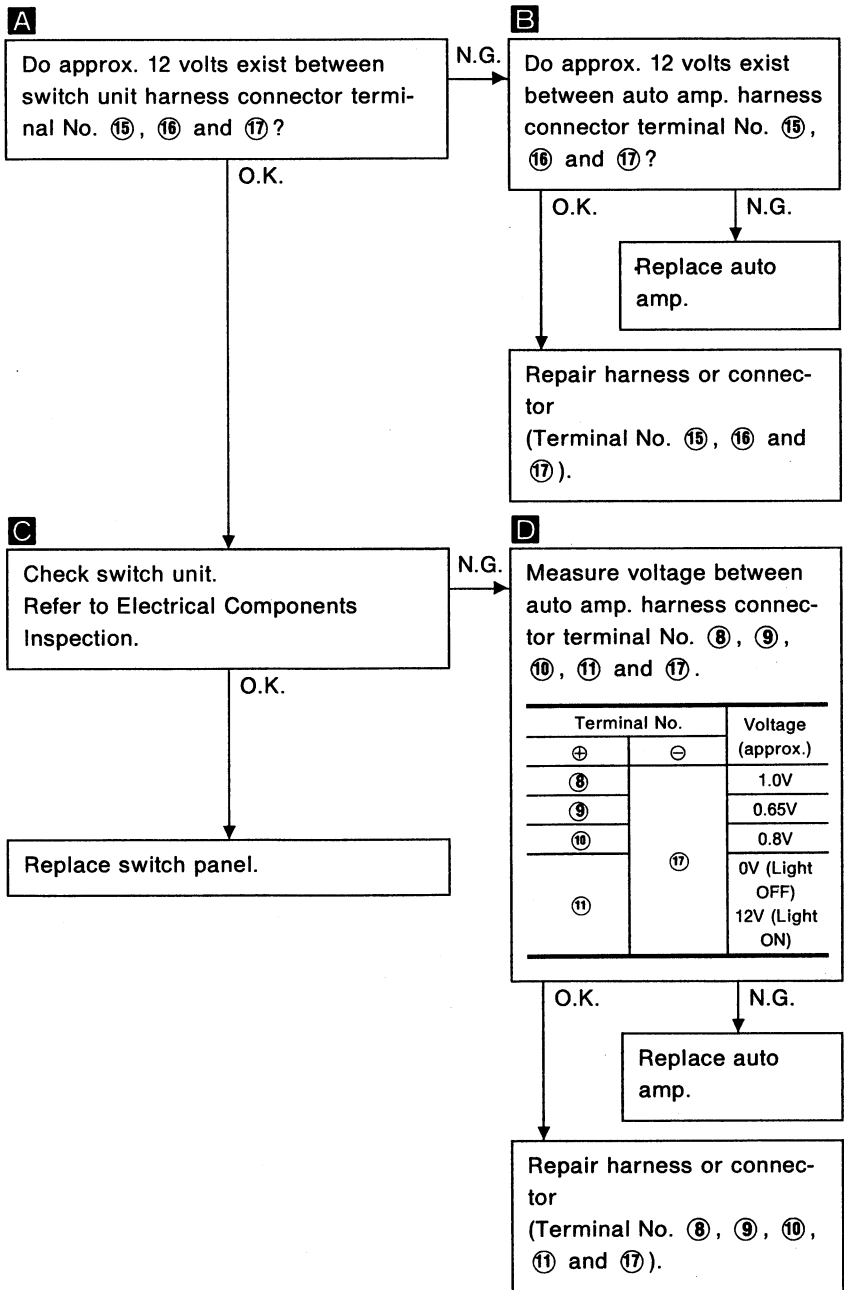 A
Do approx. 12 volts exist between
switch unit harness connector termi-
nal No. ⑮, ⑯ and ⑰?
N.G.
O.K.
B
Do approx. 12 volts exist
between auto amp. harness
connector terminal No. ⑮,
⑯ and ⑰?
O.K.
N.G.
Replace auto
amp.
Repair harness or connec-
tor
(Terminal No. ⑮, ⑯ and
⑰).
C
Check switch unit.
Refer to Electrical Components
Inspection.
N.G.
O.K.
Replace switch panel.
D
Measure voltage between
auto amp. harness connec-
tor terminal No. ⑧, ⑨,
⑩, ⑪ and ⑰.
Terminal No. Voltage
⊕ ⊖ (approx.)
⑧ 1.0V
⑨ 0.65V
⑩ 0.8V
⑰
⑪
0V (Light
OFF)
12V (Light
ON)
O.K.
N.G.
Replace auto
amp.
Repair harness or connec-
tor
(Terminal No. ⑧, ⑨, ⑩,
⑪ and ⑰).